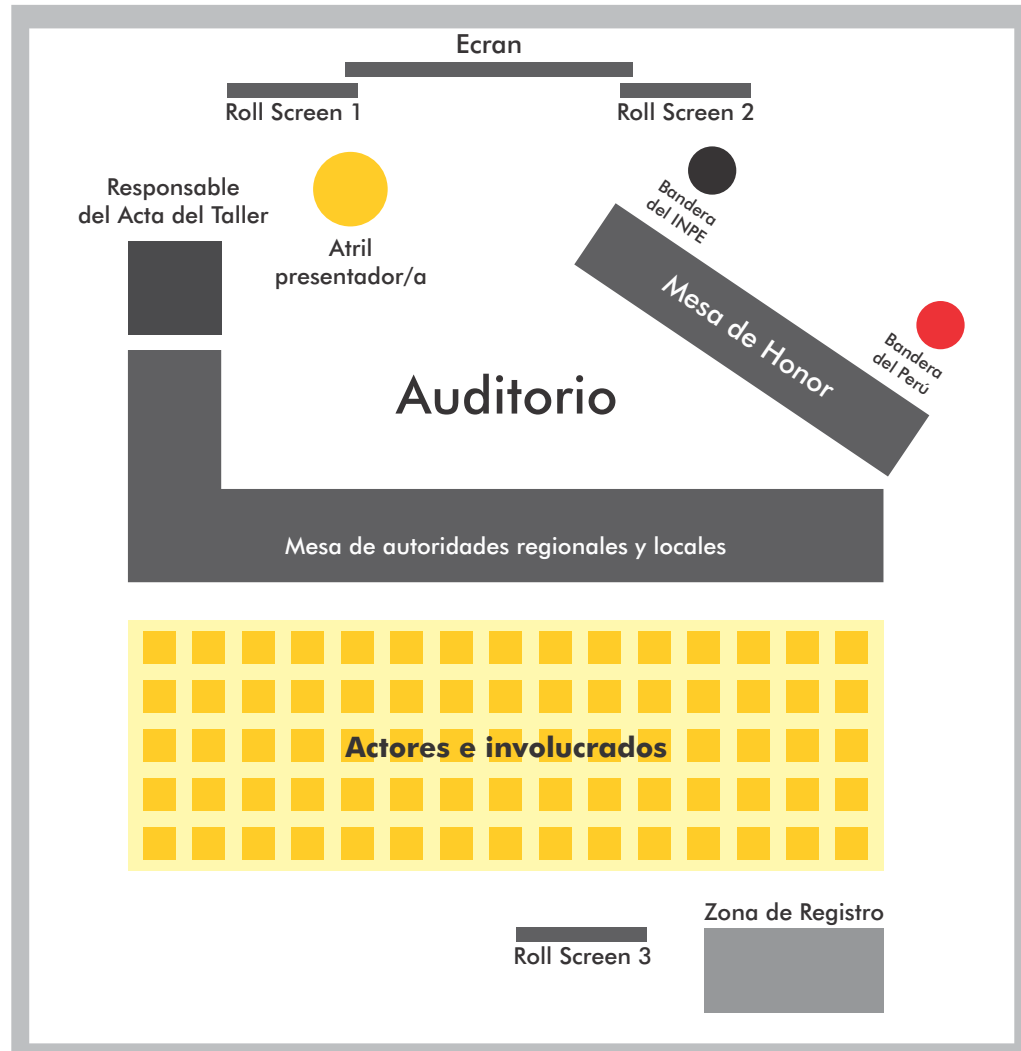 Ecran
Roll Screen 1
Roll Screen 2
Responsable
del Acta del Taller
Atril
presentador/a
Bandera
del INPE
Mesa de Honor
Bandera
del Perú
Auditorio
Mesa de autoridades regionales y locales
Actores e involucrados
Zona de Registro
Roll Screen 3